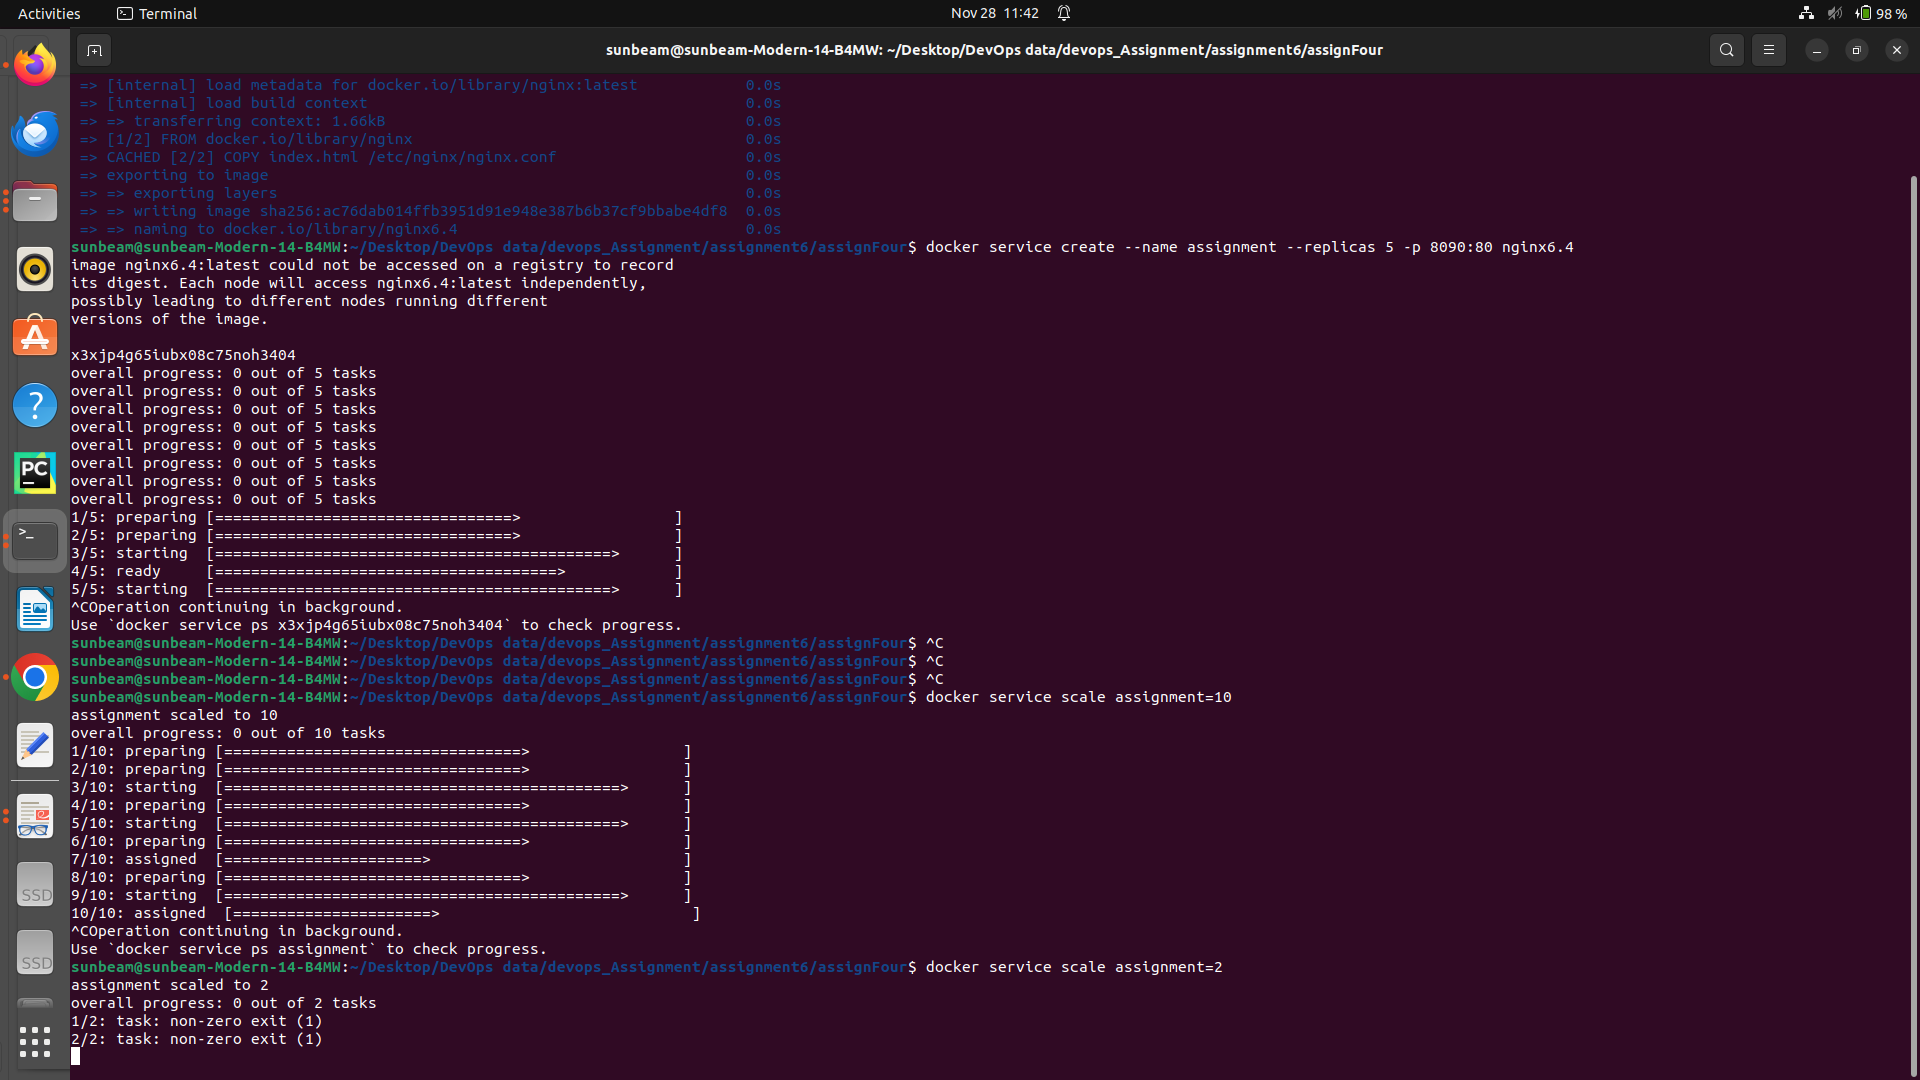 Activities
Terminal
Nov 28 11:42
98 %
sunbeam@sunbeam-Modern-14-B4MW: ~/Desktop/DevOps data/devops_Assignment/assignment6/assignFour
=> [internal] load metadata for docker.io/library/nginx:latest 0.0s
=> [internal] load build context 0.0s
=> => transferring context: 1.66kB 0.0s
=> [1/2] FROM docker.io/library/nginx 0.0s
=> CACHED [2/2] COPY index.html /etc/nginx/nginx.conf 0.0s
=> exporting to image 0.0s
=> => exporting layers 0.0s
=> => writing image sha256:ac76dab014ffb3951d91e948e387b6b37cf9bbabe4df8 0.0s
=> => naming to docker.io/library/nginx6.4 0.0s
sunbeam@sunbeam-Modern-14-B4MW:~/Desktop/DevOps data/devops_Assignment/assignment6/assignFour$ docker service create --name assignment --replicas 5 -p 8090:80 nginx6.4
image nginx6.4:latest could not be accessed on a registry to record
its digest. Each node will access nginx6.4:latest independently,
possibly leading to different nodes running different
versions of the image.
x3xjp4g65iubx08c75noh3404
overall progress: 0 out of 5 tasks
overall progress: 0 out of 5 tasks
overall progress: 0 out of 5 tasks
overall progress: 0 out of 5 tasks
overall progress: 0 out of 5 tasks
overall progress: 0 out of 5 tasks
overall progress: 0 out of 5 tasks
overall progress: 0 out of 5 tasks
1/5: preparing [=================================>                 ]
2/5: preparing [=================================>                 ]
3/5: starting  [============================================>      ]
4/5: ready     [======================================>            ]
5/5: starting  [============================================>      ]
^COperation continuing in background.
Use `docker service ps x3xjp4g65iubx08c75noh3404` to check progress.
sunbeam@sunbeam-Modern-14-B4MW:~/Desktop/DevOps data/devops_Assignment/assignment6/assignFour$ ^C
sunbeam@sunbeam-Modern-14-B4MW:~/Desktop/DevOps data/devops_Assignment/assignment6/assignFour$ ^C
sunbeam@sunbeam-Modern-14-B4MW:~/Desktop/DevOps data/devops_Assignment/assignment6/assignFour$ ^C
sunbeam@sunbeam-Modern-14-B4MW:~/Desktop/DevOps data/devops_Assignment/assignment6/assignFour$ docker service scale assignment=10
assignment scaled to 10
overall progress: 0 out of 10 tasks
1/10: preparing [=================================>                 ]
2/10: preparing [=================================>                 ]
3/10: starting  [============================================>      ]
4/10: preparing [=================================>                 ]
5/10: starting  [============================================>      ]
6/10: preparing [=================================>                 ]
7/10: assigned  [======================>                            ]
8/10: preparing [=================================>                 ]
9/10: starting  [============================================>      ]
10/10: assigned  [======================>                            ]
^COperation continuing in background.
Use `docker service ps assignment` to check progress.
sunbeam@sunbeam-Modern-14-B4MW:~/Desktop/DevOps data/devops_Assignment/assignment6/assignFour$ docker service scale assignment=2
assignment scaled to 2
overall progress: 0 out of 2 tasks
1/2: task: non-zero exit (1)
2/2: task: non-zero exit (1)
PC
SSD
SSD